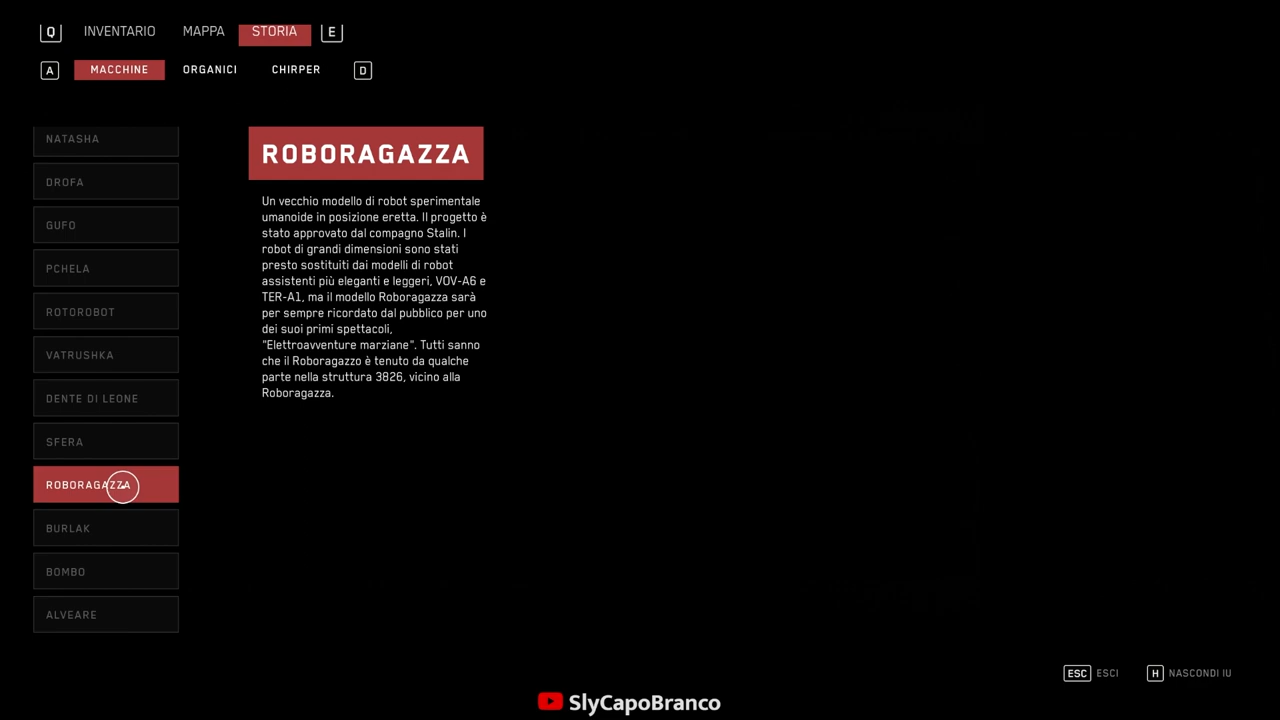 Q INVENTARIO MAPPA STORIA E
A MACCHINE ORGANICI CHIRPER D
NATASHA
DROFA
GUFO
PCHELA
ROTOROBOT
VATRUSHKA
DENTE DI LEONE
SFERA
ROBORAGAZZA
BURLAK
BOMBO
ALVEARE
ROBORAGAZZA
Un vecchio modello di robot sperimentale
umanoide in posizione eretta. Il progetto è
stato approvato dal compagno Stalin. I
robot di grandi dimensioni sono stati
presto sostituiti dai modelli di robot
assistenti più eleganti e leggeri, VOV-A6 e
TER-A1, ma il modello Roboragazza sarà
per sempre ricordato dal pubblico per uno
dei suoi primi spettacoli,
"Elettroavventure marziane". Tutti sanno
che il Roboragazzo è tenuto da qualche
parte nella struttura 3826, vicino alla
Roboragazza.
ESC ESCI H NASCONDI IU
SlyCapoBranco